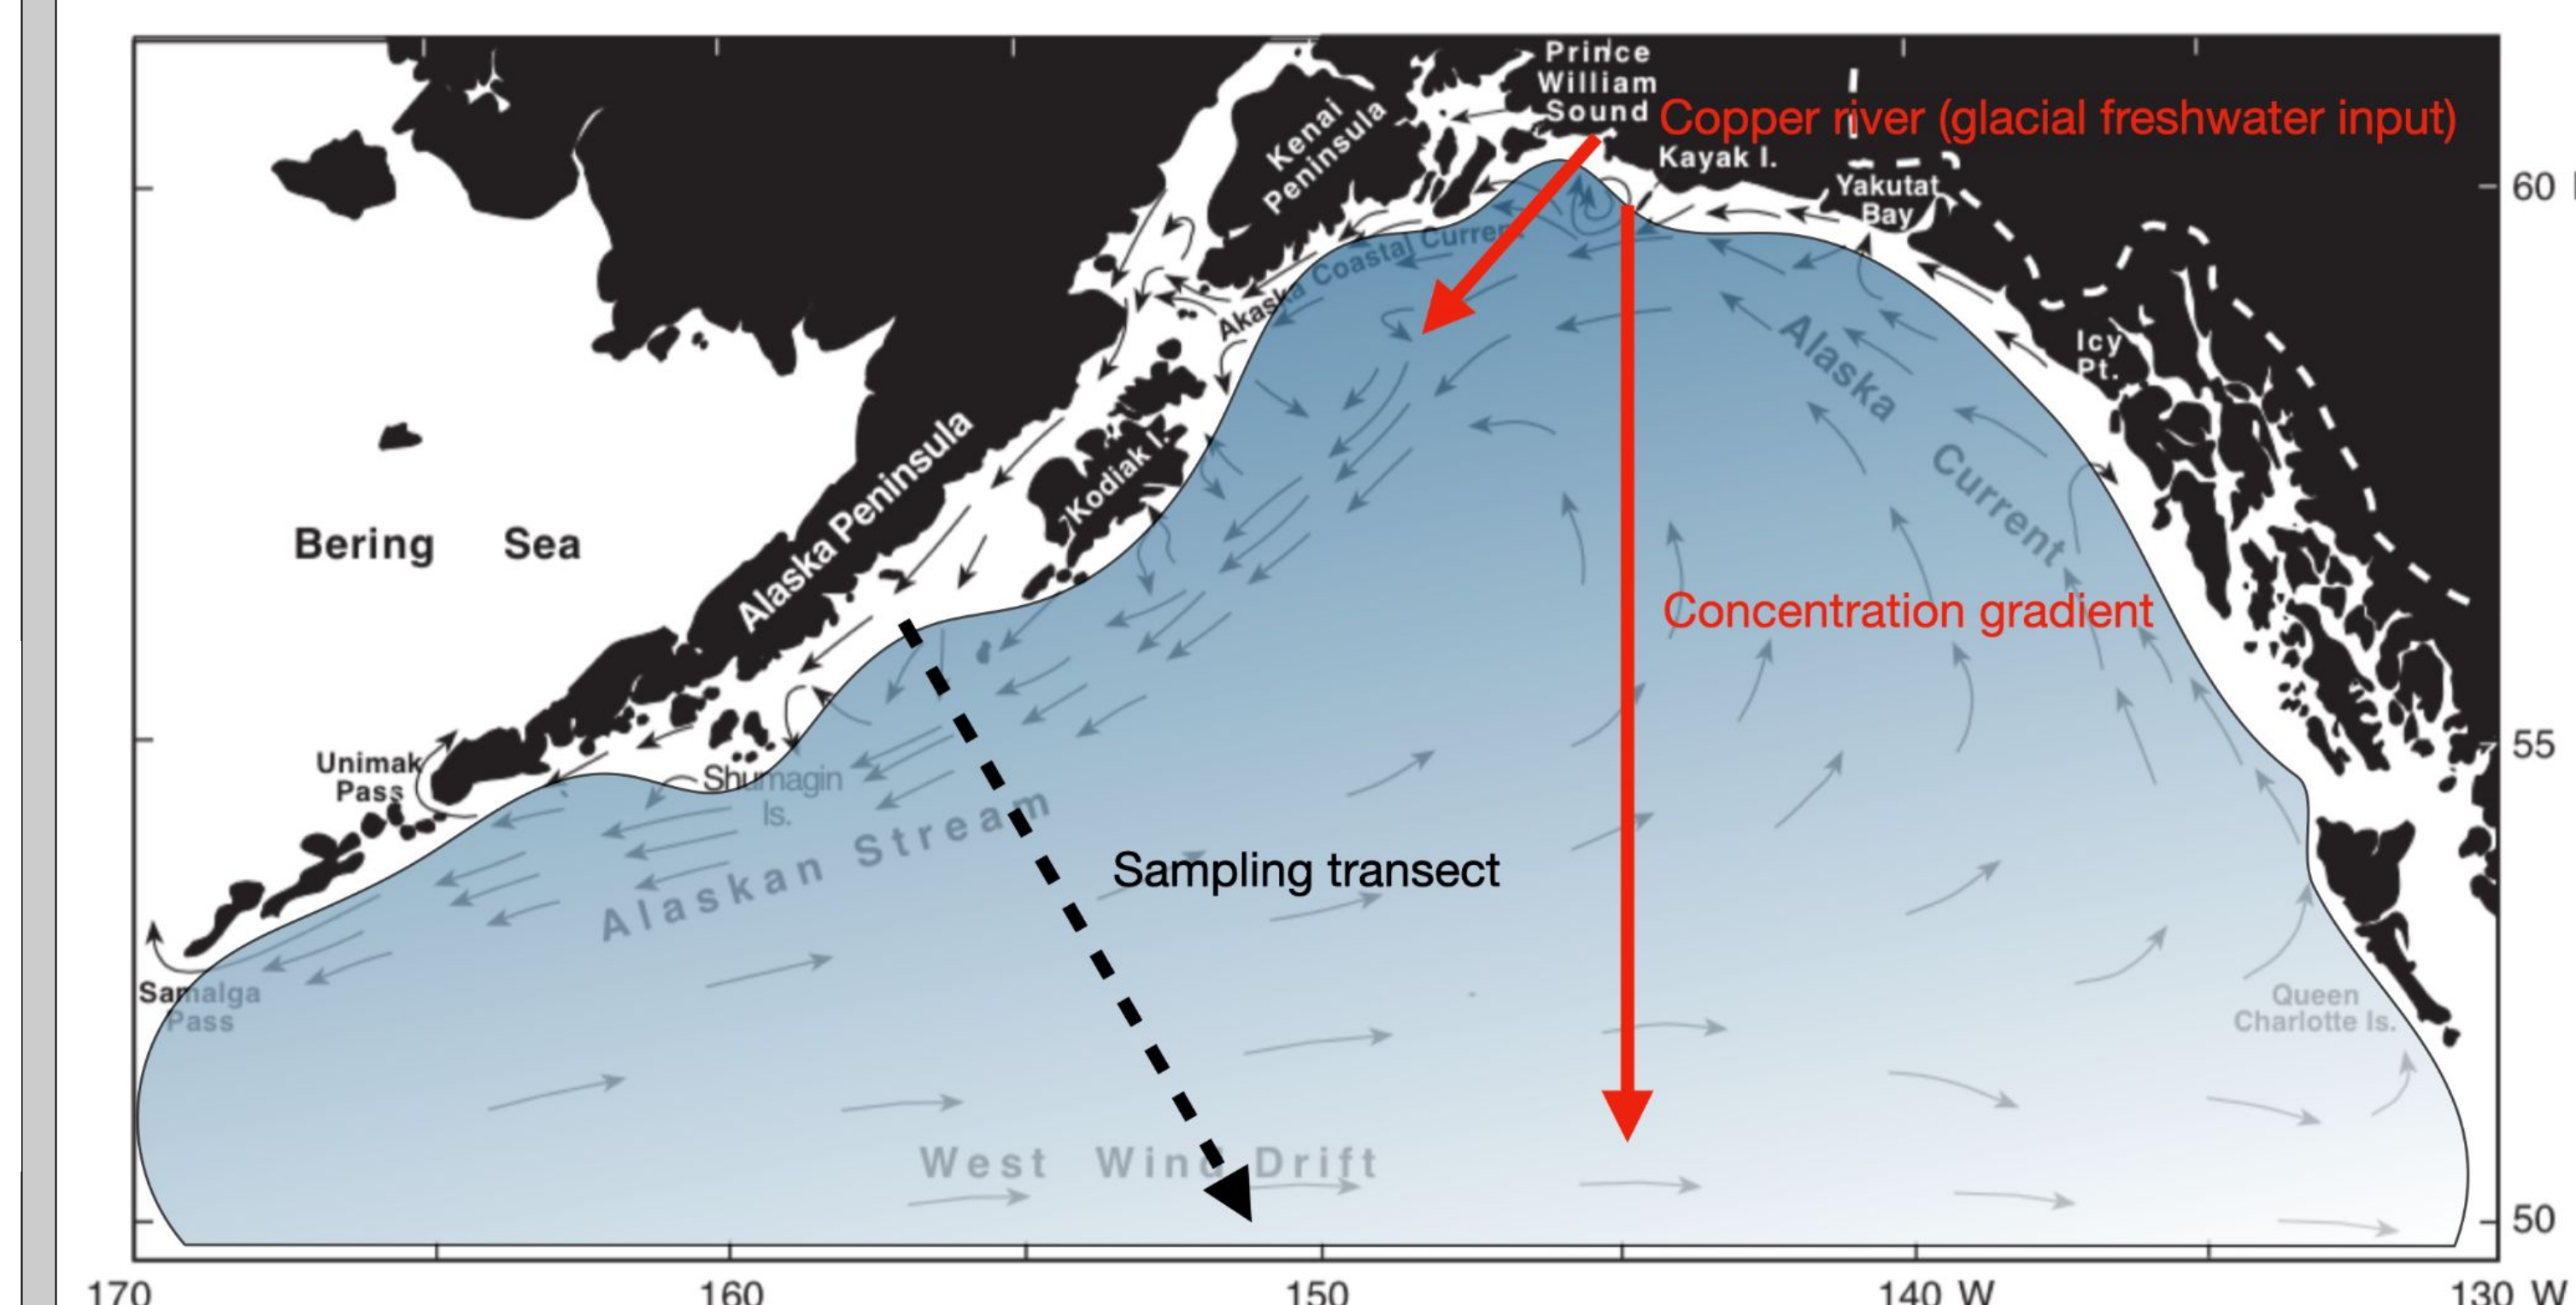 Prince
William
Sound
Copper river (glacial freshwater input)
Kayak I.
Kenai
Peninsula
Yakutat
Bay
60
Akaska Coastal Current
Icy
Pt.
Alaska
Current
Kodiak I.
Alaska Peninsula
Bering Sea
Concentration gradient
Unimak
Pass
Shumagin
Is.
55
Alaskan Stream
Sampling transect
Samalga
Pass
Queen
Charlotte Is.
West Wind Drift
50
170
160
150
140 W
130 W